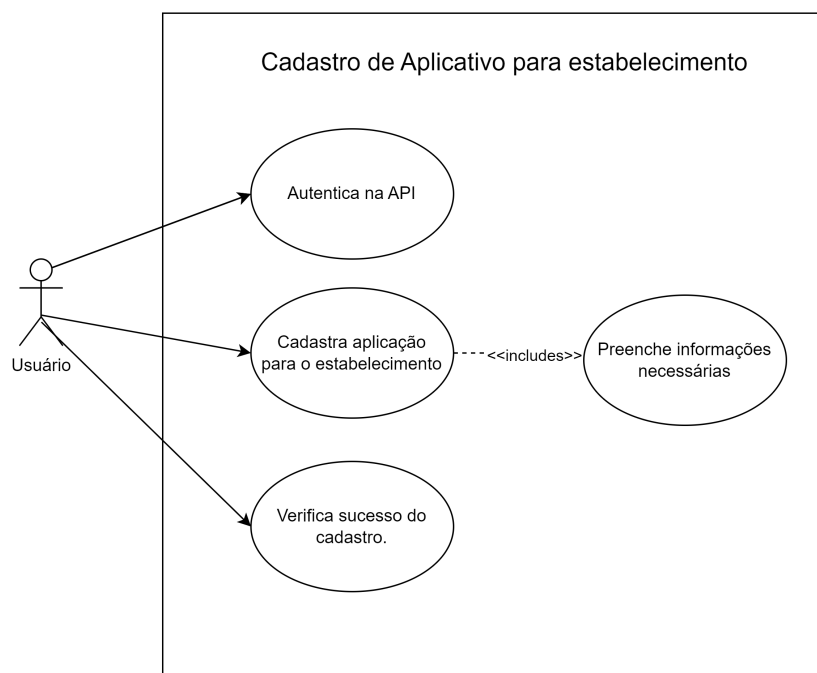 Cadastro de Aplicativo para estabelecimento
Autentica na API
Usuário
Cadastra aplicação
para o estabelecimento
<<includes>>
Preenche informações
necessárias
Verifica sucesso do
cadastro.